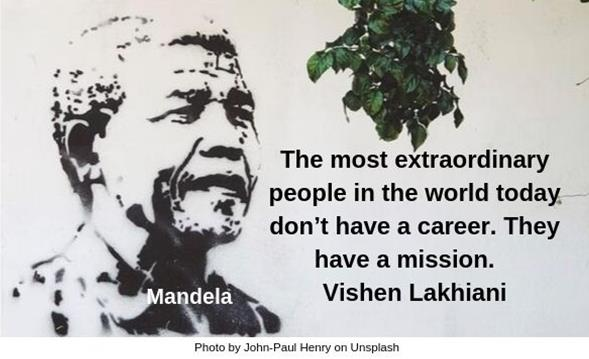 The most extraordinary
people in the world today
don’t have a career. They
have a mission.
Vishen Lakhiani
Mandela
Photo by John-Paul Henry on Unsplash